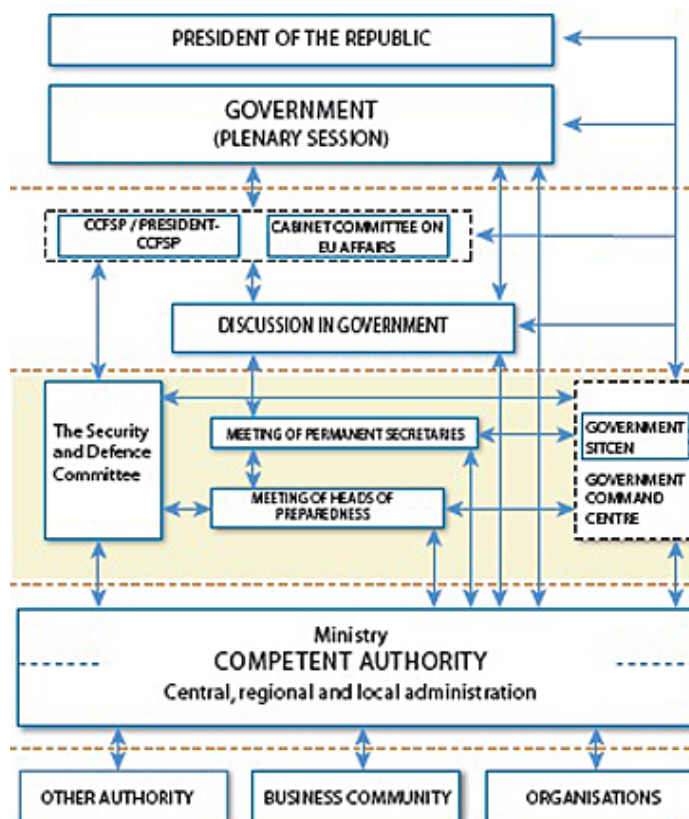 PRESIDENT OF THE REPUBLIC
GOVERNMENT
(PLENARY SESSION)
CCFSP / PRESIDENT-
CCFSP
CABINET COMMITTEE ON
EU AFFAIRS
DISCUSSION IN GOVERNMENT
The Security
and Defence
Committee
MEETING OF PERMANENT SECRETARIES
MEETING OF HEADS OF
PREPAREDNESS
GOVERNMENT
SITCEN
GOVERNMENT
COMMAND
CENTRE
Ministry
COMPETENT AUTHORITY
Central, regional and local administration
OTHER AUTHORITY
BUSINESS COMMUNITY
ORGANISATIONS